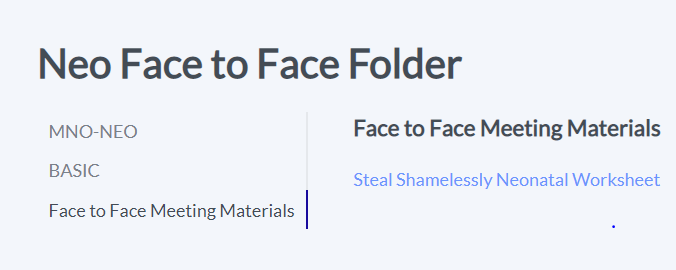 Neo Face to Face Folder
MNO-NEO
BASIC
Face to Face Meeting Materials
Face to Face Meeting Materials
Steal Shamelessly Neonatal Worksheet